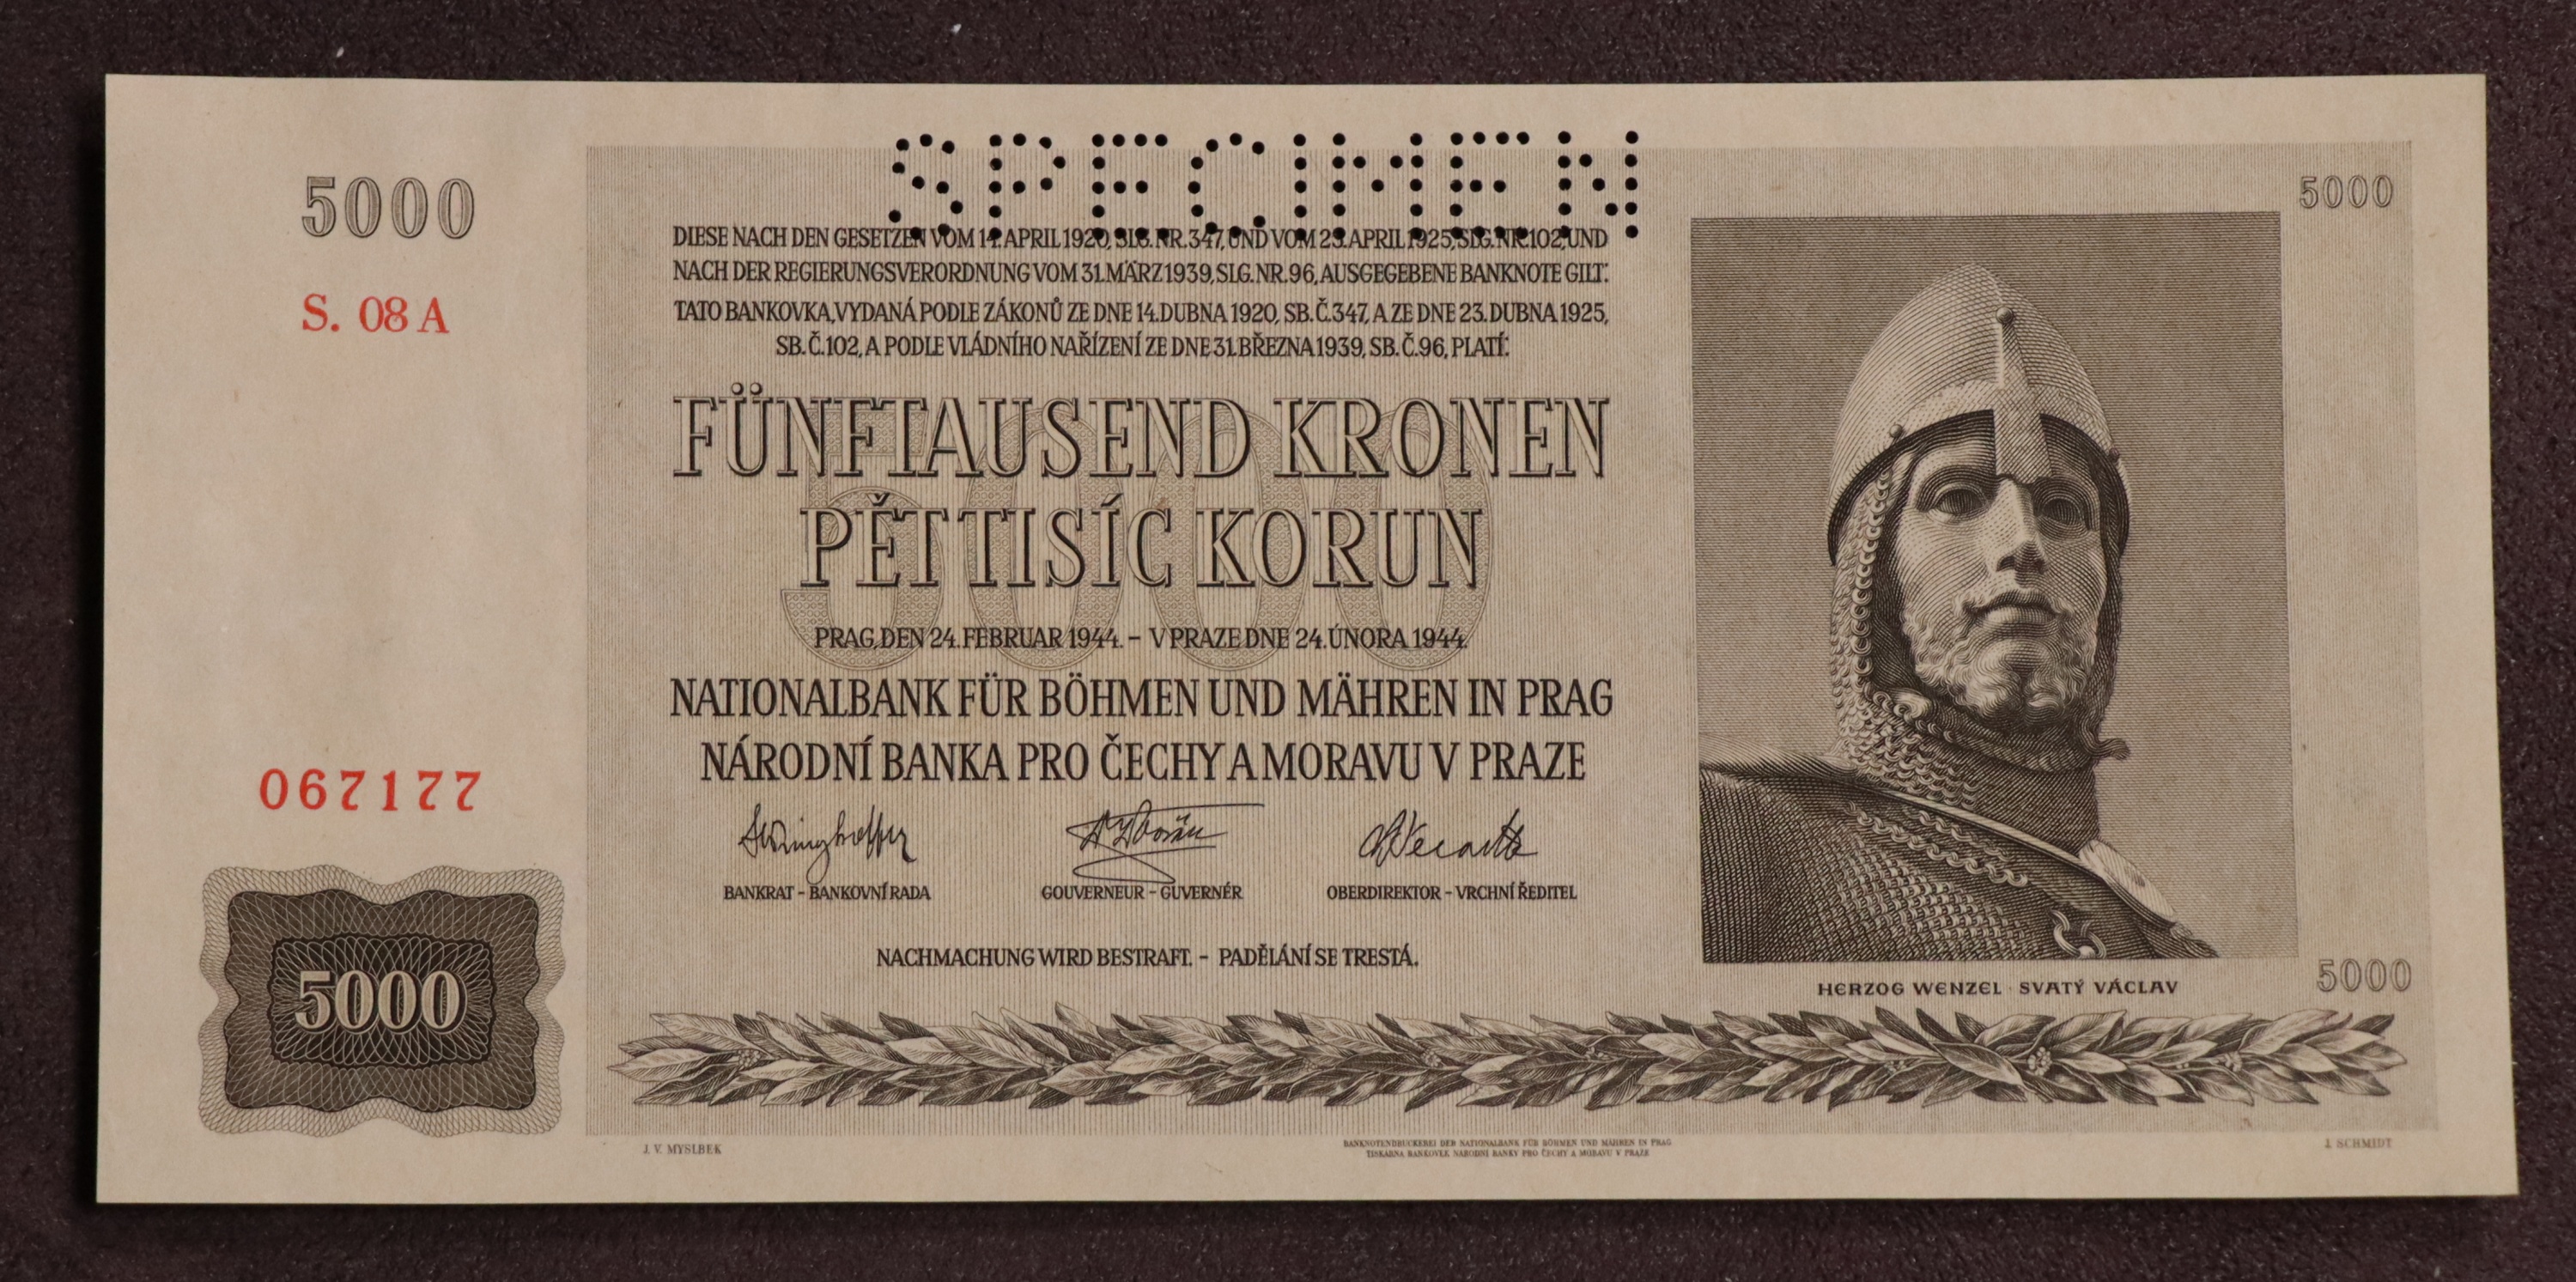 SPECIMEN
5000
5000
S. 08 A
DIESE NACH DEN GESETZEN VOM 14. APRIL 1920, SLG. NR. 347, UND VOM 23. APRIL 1925, SLG. NR. 102, UND
NACH DER REGIERUNGSVERORDNUNG VOM 31. MÄRZ 1939, SLG. NR. 96, AUSGEGEBENE BANKNOTE GILT:
TATO BANKOVKA, VYDANÁ PODLE ZÁKONŮ ZE DNE 14. DUBNA 1920, SB. Č. 347, A ZE DNE 23. DUBNA 1925,
SB. Č. 102, A PODLE VLÁDNÍHO NAŘÍZENÍ ZE DNE 31. BŘEZNA 1939, SB. Č. 96, PLATÍ:
5000
FÜNFTAUSEND KRONEN
PĚT TISÍC KORUN
PRAG, DEN 24. FEBRUAR 1944. – V PRAZE DNE 24. ÚNORA 1944.
NATIONALBANK FÜR BÖHMEN UND MÄHREN IN PRAG
NÁRODNÍ BANKA PRO ČECHY A MORAVU V PRAZE
067177
BANKRAT – BANKOVNÍ RADA
GOUVERNEUR – GUVERNÉR
OBERDIREKTOR – VRCHNÍ ŘEDITEL
NACHMACHUNG WIRD BESTRAFT. – PADĚLÁNÍ SE TRESTÁ.
5000
HERZOG WENZEL · SVATÝ VÁCLAV
5000
J. V. MYSLBEK
BANKNOTENDRUCKEREI DER NATIONALBANK FÜR BÖHMEN UND MÄHREN IN PRAG
TISKÁRNA BANKOVEK NÁRODNÍ BANKY PRO ČECHY A MORAVU V PRAZE
J. SCHMIDT